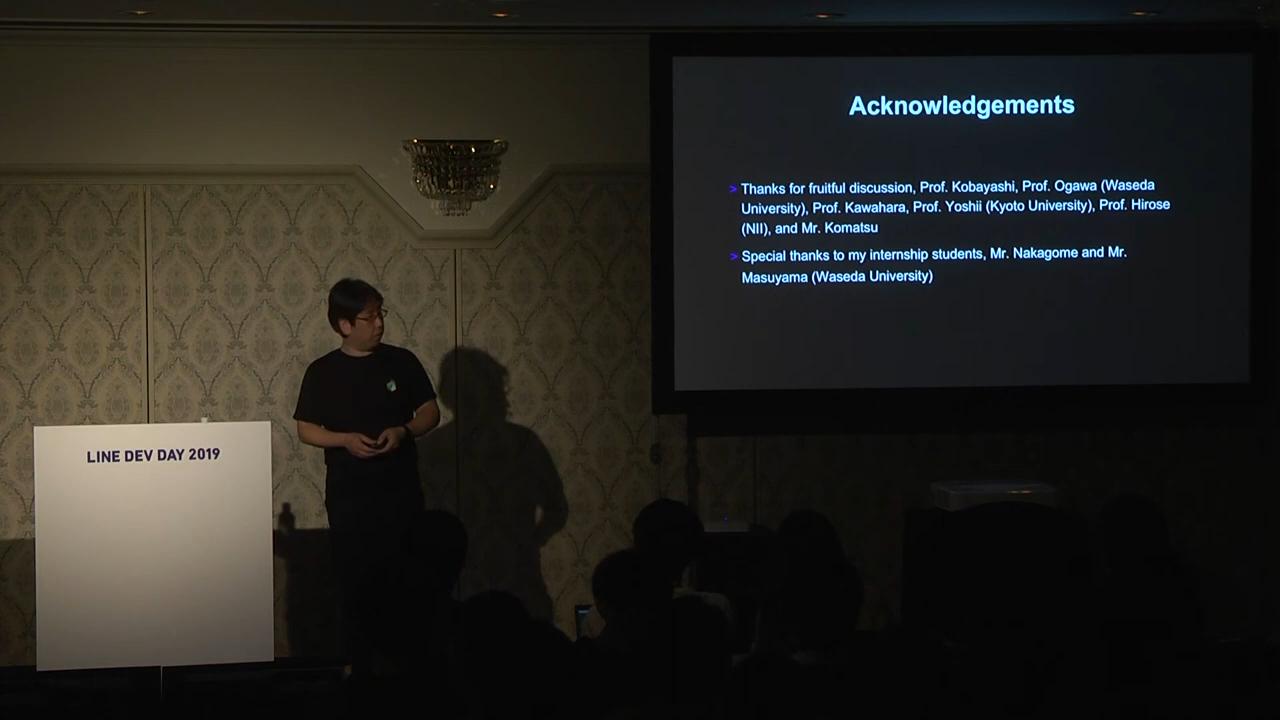 Acknowledgements
> Thanks for fruitful discussion, Prof. Kobayashi, Prof. Ogawa (Waseda
University), Prof. Kawahara, Prof. Yoshii (Kyoto University), Prof. Hirose
(NII), and Mr. Komatsu
> Special thanks to my internship students, Mr. Nakagome and Mr.
Masuyama (Waseda University)
LINE DEV DAY 2019